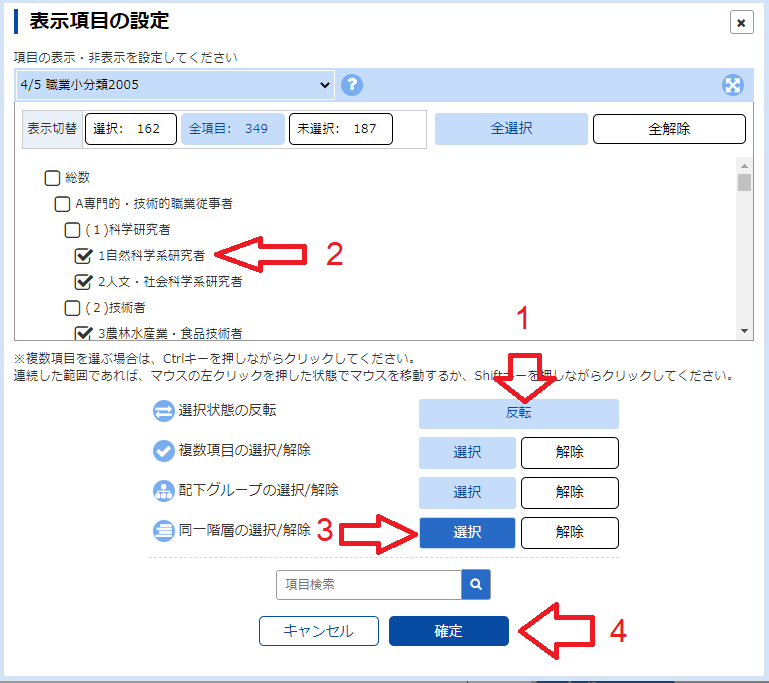 表示項目の設定
項目の表示・非表示を設定してください
4/5 職業小分類2005
表示切替 選択: 162 全項目: 349 未選択: 187 全選択 全解除
総数
A専門的・技術的職業従事者
(1)科学研究者
1自然科学系研究者 2
2人文・社会科学系研究者
(2)技術者
3農林水産業・食品技術者
1
※複数項目を選ぶ場合は、Ctrlキーを押しながらクリックしてください。
連続した範囲であれば、マウスの左クリックを押した状態でマウスを移動するか、Shiftキーを押しながらクリックしてください。
選択状態の反転 反転
複数項目の選択/解除 選択 解除
配下グループの選択/解除 選択 解除
同一階層の選択/解除 3 選択 解除
項目検索
キャンセル 確定 4